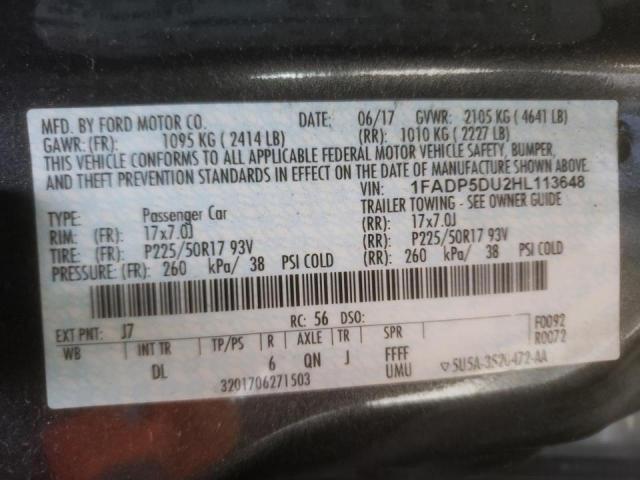 MFD. BY FORD MOTOR CO. DATE: 06/17 GVWR: 2105 KG ( 4641 LB)
GAWR:(FR): 1095 KG ( 2414 LB) (RR): 1010 KG ( 2227 LB)
THIS VEHICLE CONFORMS TO ALL APPLICABLE FEDERAL MOTOR VEHICLE SAFETY, BUMPER,
AND THEFT PREVENTION STANDARDS IN EFFECT ON THE DATE OF MANUFACTURE SHOWN ABOVE.
VIN: 1FADP5DU2HL113648
TYPE: Passenger Car TRAILER TOWING - SEE OWNER GUIDE
RIM: (FR): 17x7.0J (RR): 17x7.0J
TIRE: (FR): P225/50R17 93V (RR): P225/50R17 93V
PRESSURE: (FR): 260 kPa/ 38 PSI COLD (RR): 260 kPa/ 38 PSI COLD
RC: 56 DSO: F0092
EXT PNT: J7 R0072
WB INT TR TP/PS R AXLE TR SPR
DL 6 QN J FFFF
UMU
3201706271503